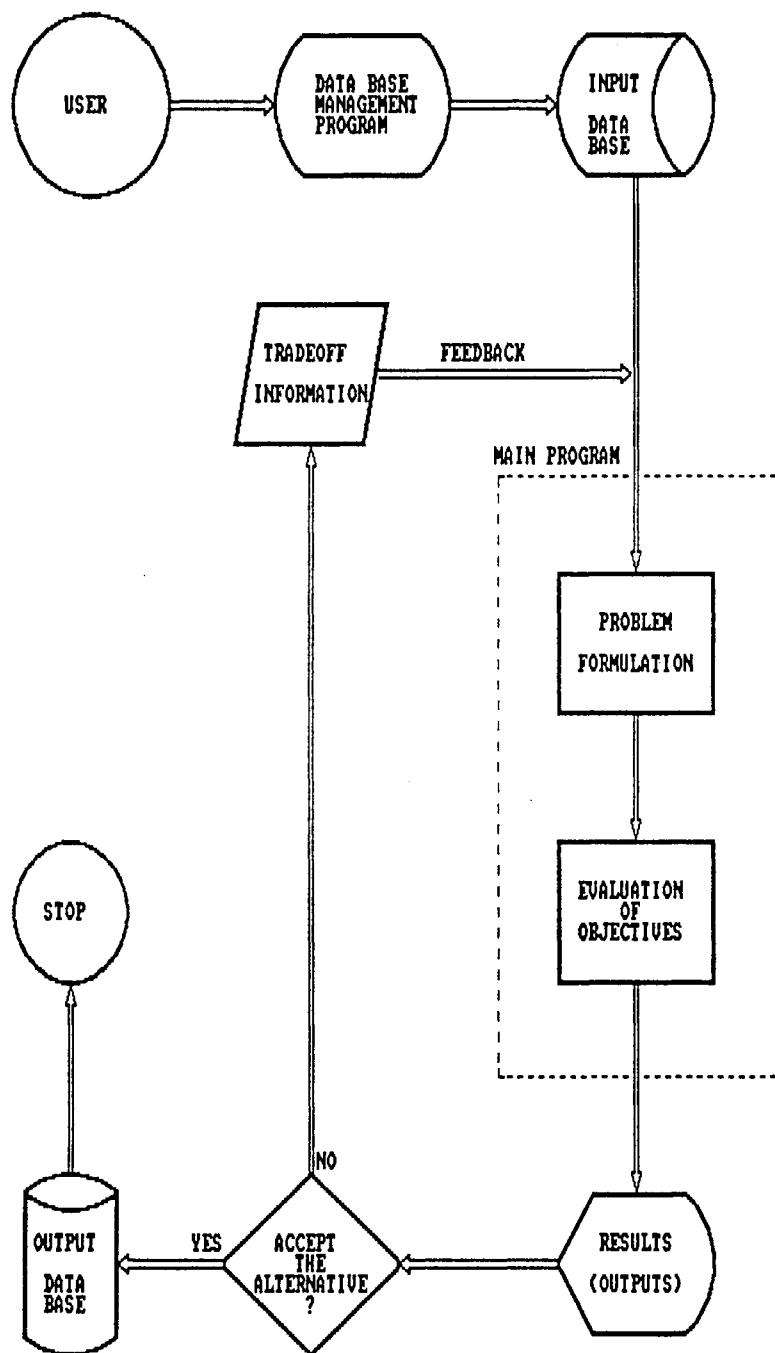 USER
DATA BASE
MANAGEMENT
PROGRAM
INPUT
DATA
BASE
TRADEOFF
INFORMATION
FEEDBACK
MAIN PROGRAM
PROBLEM
FORMULATION
EVALUATION
OF
OBJECTIVES
STOP
NO
YES
OUTPUT
DATA
BASE
ACCEPT
THE
ALTERNATIVE
?
RESULTS
(OUTPUTS)